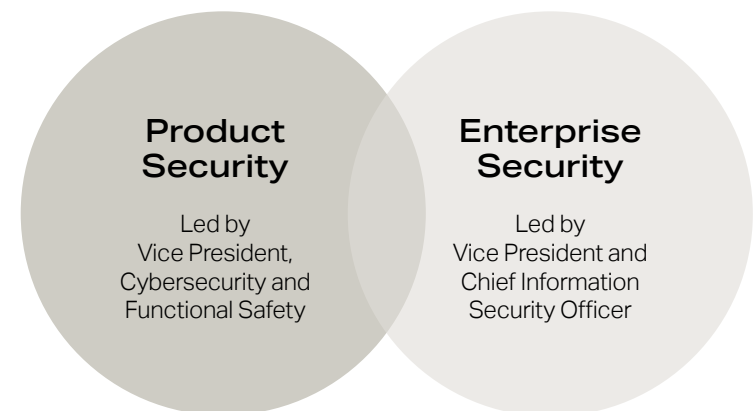 Product
Security
Led by
Vice President,
Cybersecurity and
Functional Safety
Enterprise
Security
Led by
Vice President and
Chief Information
Security Officer